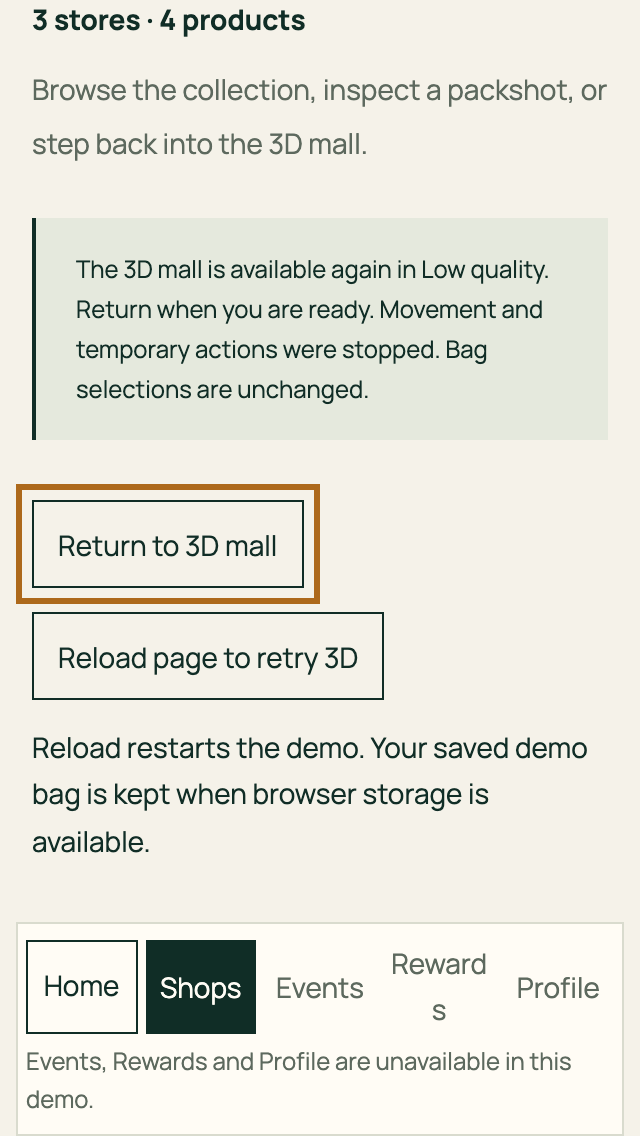 3 stores · 4 products
Browse the collection, inspect a packshot, or
step back into the 3D mall.
The 3D mall is available again in Low quality.
Return when you are ready. Movement and
temporary actions were stopped. Bag
selections are unchanged.
Return to 3D mall
Reload page to retry 3D
Reload restarts the demo. Your saved demo
bag is kept when browser storage is
available.
Home Shops Events Reward
s Profile
Events, Rewards and Profile are unavailable in this
demo.